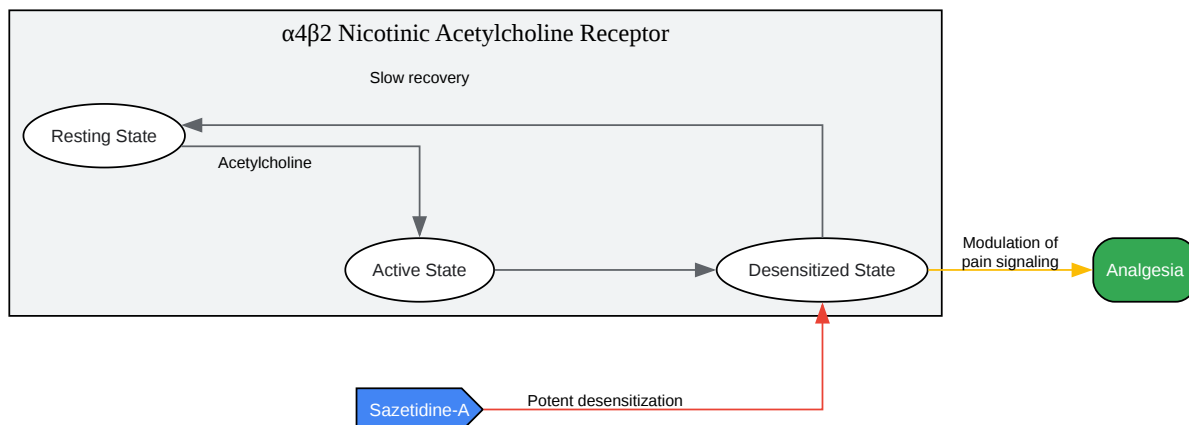 α4β2 Nicotinic Acetylcholine Receptor
Slow recovery
Resting State
Acetylcholine
Active State
Desensitized State
Modulation of
pain signaling
Analgesia
Potent desensitization
Sazetidine-A